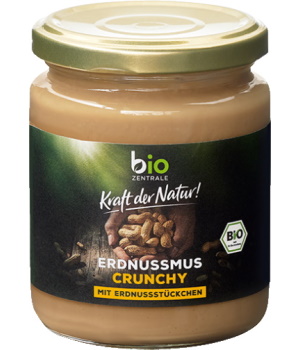 bio
ZENTRALE
Kraft der Natur!
BiO
ERDNUSSMUS
CRUNCHY
MIT ERDNUSSSTÜCKCHEN